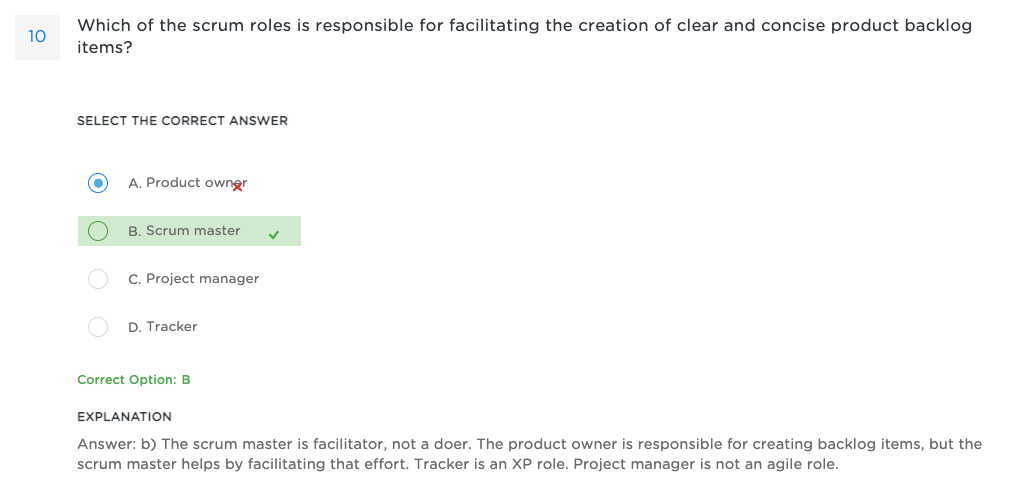 10
Which of the scrum roles is responsible for facilitating the creation of clear and concise product backlog
items?
SELECT THE CORRECT ANSWER
A. Product owner
B. Scrum master
C. Project manager
D. Tracker
Correct Option: B
EXPLANATION
Answer: b) The scrum master is facilitator, not a doer. The product owner is responsible for creating backlog items, but the
scrum master helps by facilitating that effort. Tracker is an XP role. Project manager is not an agile role.